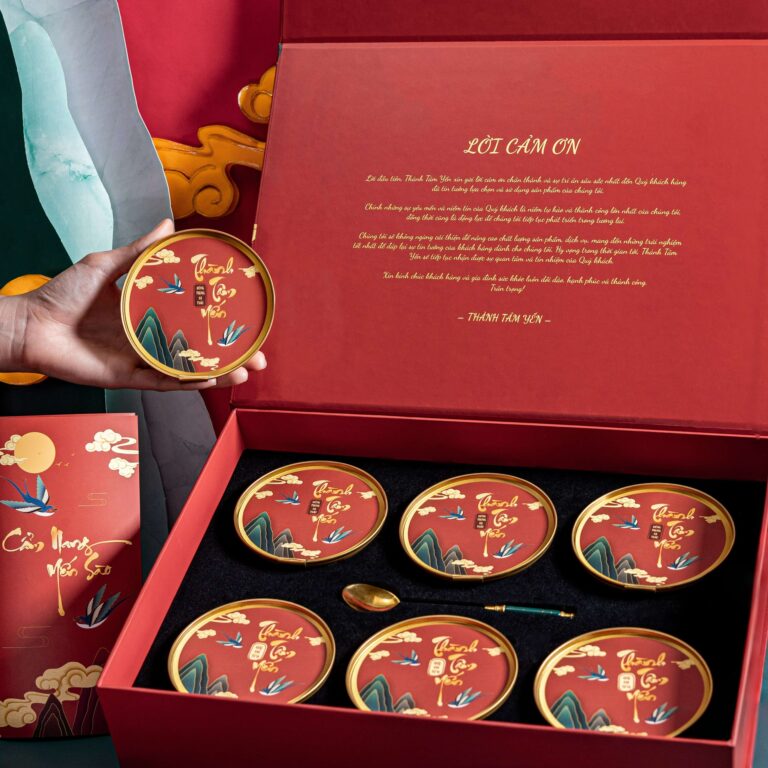 LỜI CẢM ƠN
Lời đầu tiên, Thành Tâm Yến xin gửi lời cảm ơn chân thành và sự tri ân sâu sắc nhất đến Quý khách hàng
đã tin tưởng lựa chọn và sử dụng sản phẩm của chúng tôi.
Chính những sự yêu mến và niềm tin của Quý khách là niềm tự hào và thành công lớn nhất của chúng tôi,
đồng thời cũng là động lực để chúng tôi tiếp tục phát triển trong tương lai.
Chúng tôi sẽ không ngừng cải thiện để nâng cao chất lượng sản phẩm, dịch vụ, mang đến những trải nghiệm
tốt nhất để đáp lại sự tin tưởng của khách hàng dành cho chúng tôi. Hy vọng trong thời gian tới, Thành Tâm
Yến sẽ tiếp tục nhận được sự quan tâm và tín nhiệm của Quý khách.
Xin kính chúc khách hàng và gia đình sức khỏe luôn dồi dào, hạnh phúc và thành công.
Trân trọng!
– THÀNH TÂM YẾN –
Thành
Tâm
Yến
Cẩm Nang
Yến Sào
Thành
Tâm
Yến
Thành
Tâm
Yến
Thành
Tâm
Yến
Thành
Tâm
Yến
Thành
Tâm
Yến
Thành
Tâm
Yến